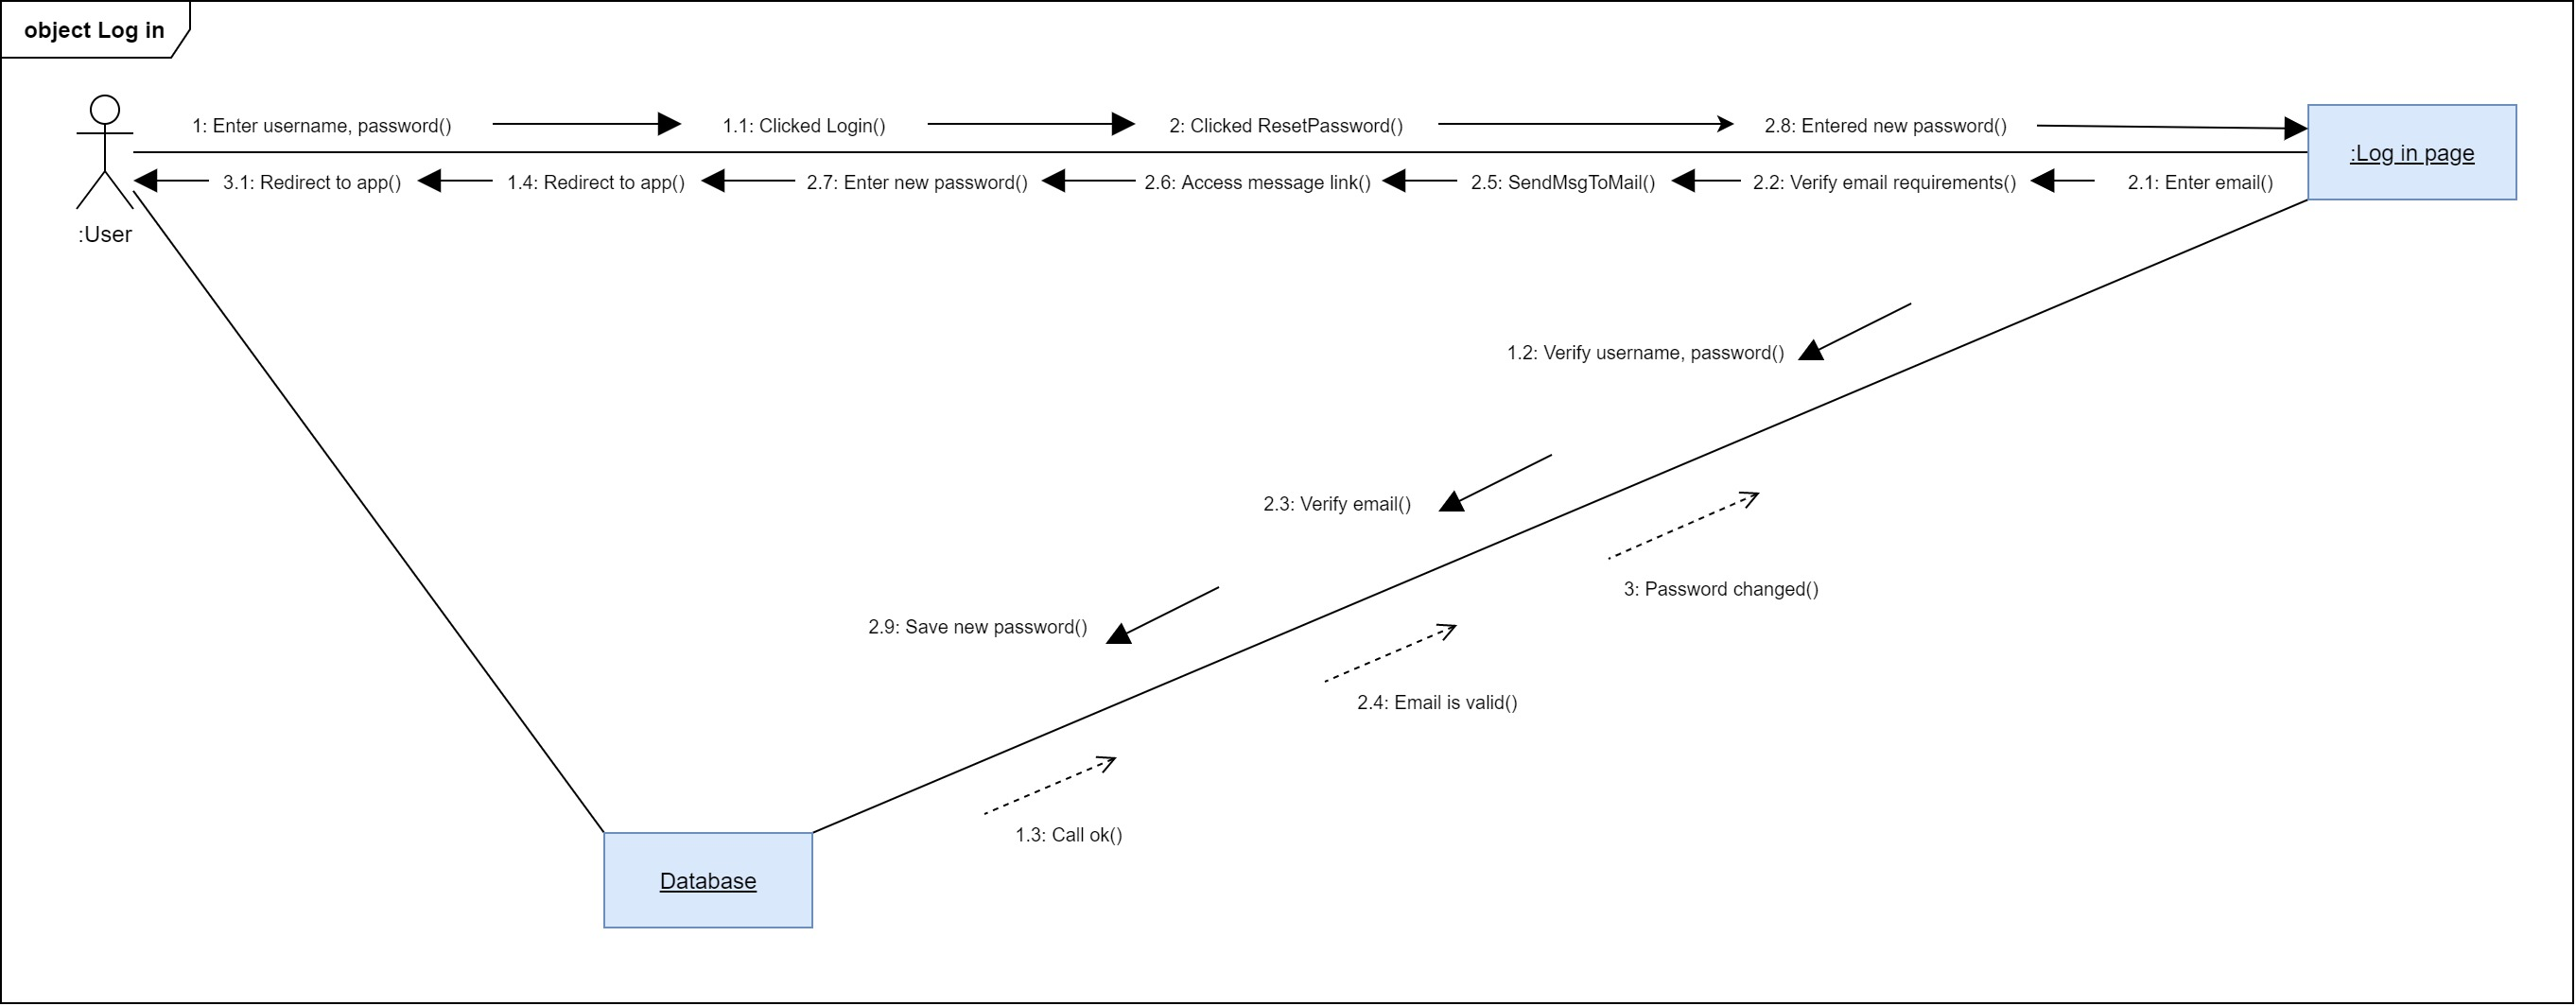 object Log in
1: Enter username, password()
1.1: Clicked Login()
2: Clicked ResetPassword()
2.8: Entered new password()
:Log in page
3.1: Redirect to app()
1.4: Redirect to app()
2.7: Enter new password()
2.6: Access message link()
2.5: SendMsgToMail()
2.2: Verify email requirements()
2.1: Enter email()
:User
1.2: Verify username, password()
2.3: Verify email()
3: Password changed()
2.9: Save new password()
2.4: Email is valid()
1.3: Call ok()
Database